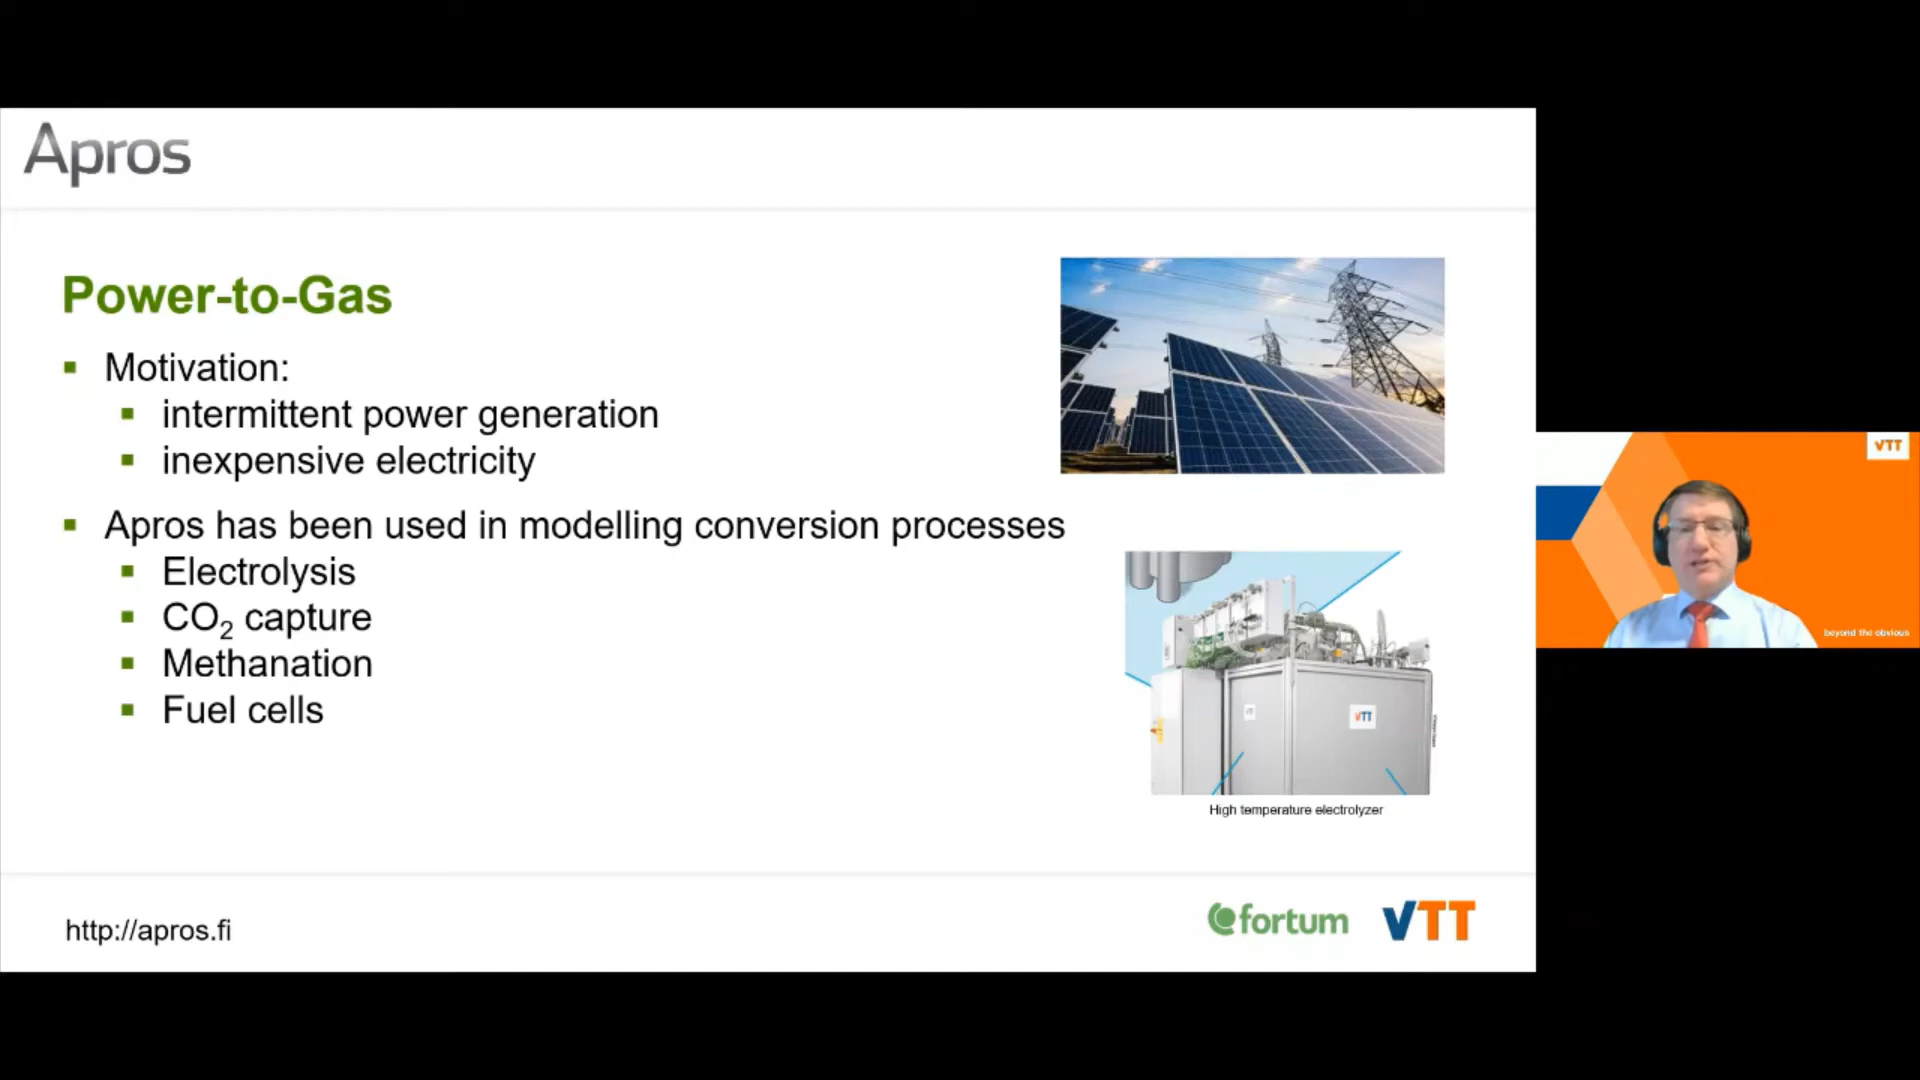 Apros
Power-to-Gas
Motivation:
intermittent power generation
inexpensive electricity
Apros has been used in modelling conversion processes
Electrolysis
CO₂ capture
Methanation
Fuel cells
VTT
High temperature electrolyzer
http://apros.fi
fortum
VTT
VTT
beyond the obvious